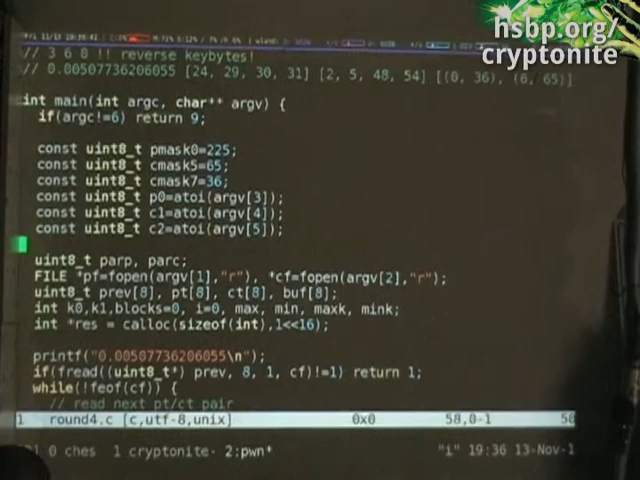 hsbp.org/
cryptonite
// 3 6 0 !! reverse keybytes!
// 0.00507736206055 [24, 29, 30, 31] [2, 5, 48, 54] [(0, 36), (6, 65)]
int main(int argc, char** argv) {
if(argc!=6) return 9;
const uint8_t pmask0=225;
const uint8_t cmask5=65;
const uint8_t cmask7=36;
const uint8_t p0=atoi(argv[3]);
const uint8_t c1=atoi(argv[4]);
const uint8_t c2=atoi(argv[5]);
uint8_t parp, parc;
FILE *pf=fopen(argv[1],"r"), *cf=fopen(argv[2],"r");
uint8_t prev[8], pt[8], ct[8], buf[8];
int k0,k1,blocks=0, i=0, max, min, maxk, mink;
int *res = calloc(sizeof(int),1<<16);
printf("0.00507736206055\n");
if(fread((uint8_t*) prev, 8, 1, cf)!=1) return 1;
while(!feof(cf)) {
// read next pt/ct pair
1 round4.c [c,utf-8,unix] 0x0 58,0-1 50
0 ches 1 cryptonite- 2:pwn* "i" 19:36 13-Nov-1